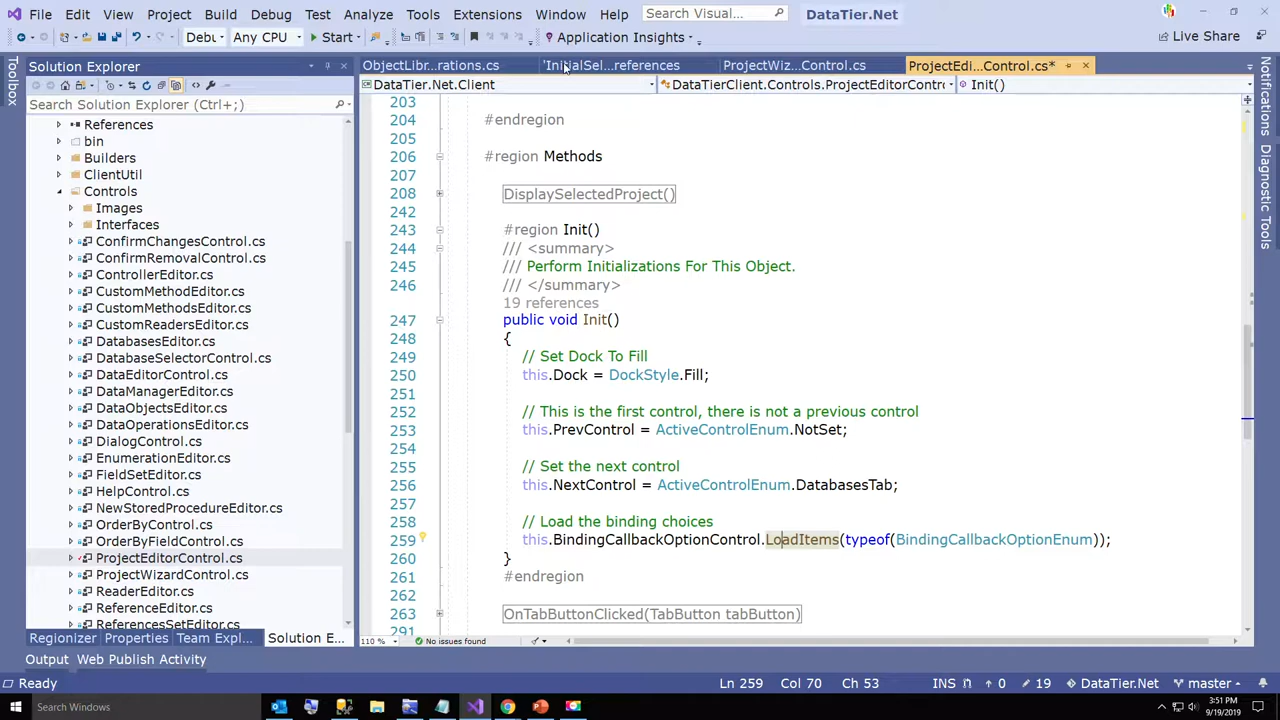 File Edit View Project Build Debug Test Analyze Tools Extensions Window Help Search Visual... DataTier.Net
Debu Any CPU Start Application Insights Live Share
Toolbox
Solution Explorer
Search Solution Explorer (Ctrl+;)
References
bin
Builders
ClientUtil
Controls
Images
Interfaces
ConfirmChangesControl.cs
ConfirmRemovalControl.cs
ControllerEditor.cs
CustomMethodEditor.cs
CustomMethodsEditor.cs
CustomReadersEditor.cs
DatabasesEditor.cs
DatabaseSelectorControl.cs
DataEditorControl.cs
DataManagerEditor.cs
DataObjectsEditor.cs
DataOperationsEditor.cs
DialogControl.cs
EnumerationEditor.cs
FieldSetEditor.cs
HelpControl.cs
NewStoredProcedureEditor.cs
OrderByControl.cs
OrderByFieldControl.cs
ProjectEditorControl.cs
ProjectWizardControl.cs
ReaderEditor.cs
ReferenceEditor.cs
ReferencesSetEditor.cs
Regionizer Properties Team Expl... Solution E...
ObjectLibr...rations.cs 'InitialSel...references ProjectWiz...Control.cs ProjectEdi...Control.cs*
DataTier.Net.Client DataTierClient.Controls.ProjectEditorContro Init()
203
204 #endregion
205
206 #region Methods
207
208 DisplaySelectedProject()
242
243 #region Init()
244 /// <summary>
245 /// Perform Initializations For This Object.
246 /// </summary>
19 references
247 public void Init()
248 {
249 // Set Dock To Fill
250 this.Dock = DockStyle.Fill;
251
252 // This is the first control, there is not a previous control
253 this.PrevControl = ActiveControlEnum.NotSet;
254
255 // Set the next control
256 this.NextControl = ActiveControlEnum.DatabasesTab;
257
258 // Load the binding choices
259 this.BindingCallbackOptionControl.LoadItems(typeof(BindingCallbackOptionEnum));
260 }
261 #endregion
262
263 OnTabButtonClicked(TabButton tabButton)
291
110 % No issues found
Notifications Diagnostic Tools
Output Web Publish Activity
Ready Ln 259 Col 70 Ch 53 INS 0 19 DataTier.Net master
Search Windows
3:51 PM
9/19/2019